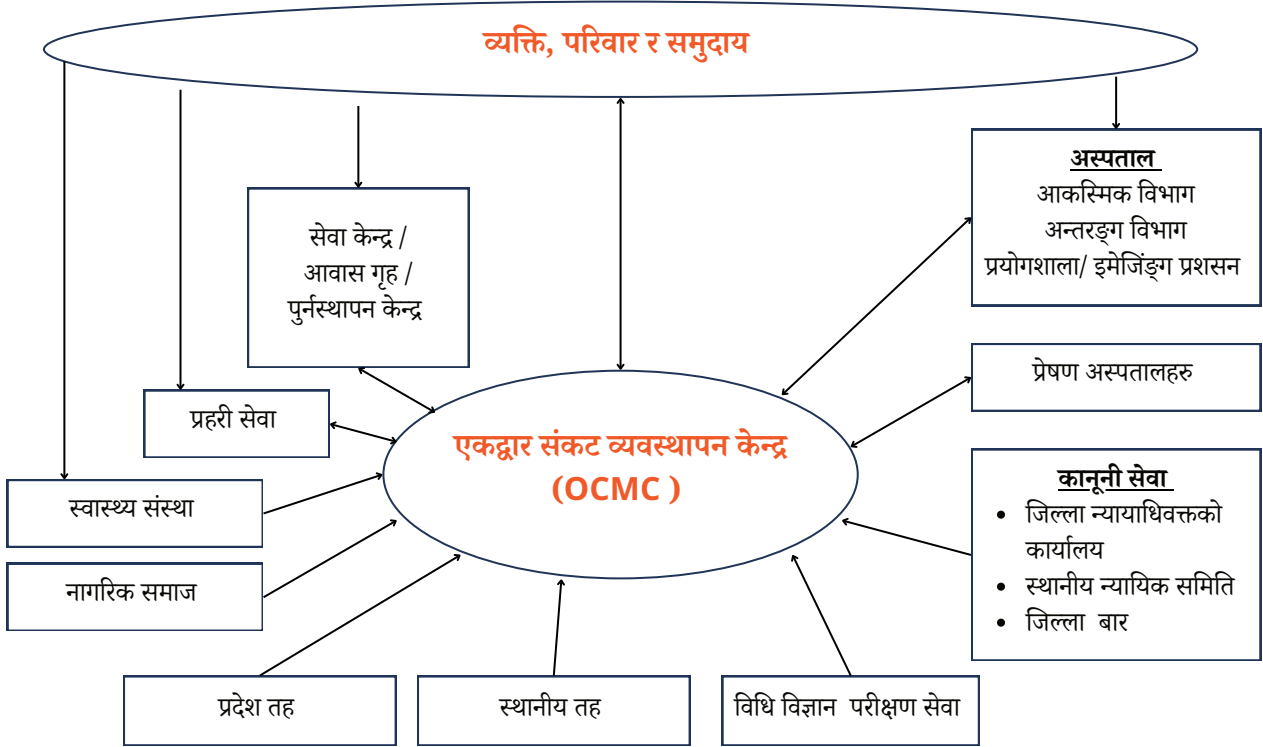 व्यक्ति, परिवार र समुदाय
अस्पताल
आकस्मिक विभाग
अन्तरङ्ग विभाग
प्रयोगशाला/ इमेजिंङ्ग प्रशसन
सेवा केन्द्र /
आवास गृह /
पुर्नस्थापन केन्द्र
प्रेषण अस्पतालहरु
प्रहरी सेवा
एकद्वार संकट व्यवस्थापन केन्द्र
(OCMC )
कानूनी सेवा
• जिल्ला न्यायाधिवक्तको
कार्यालय
• स्थानीय न्यायिक समिति
• जिल्ला बार
स्वास्थ्य संस्था
नागरिक समाज
प्रदेश तह
स्थानीय तह
विधि विज्ञान परीक्षण सेवा